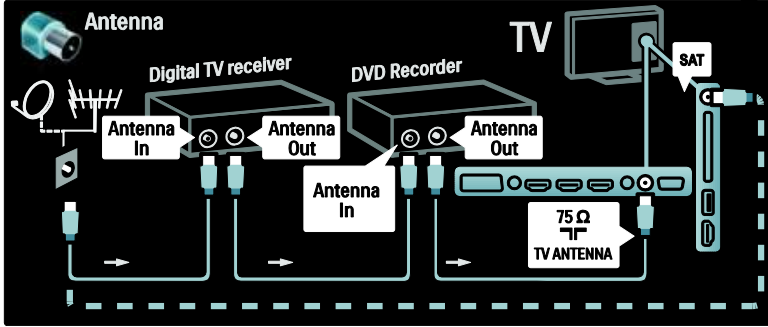 Antenna
TV
SAT
Digital TV receiver
DVD Recorder
Antenna
In
Antenna
Out
Antenna
Out
Antenna
In
75 Ω
TV ANTENNA